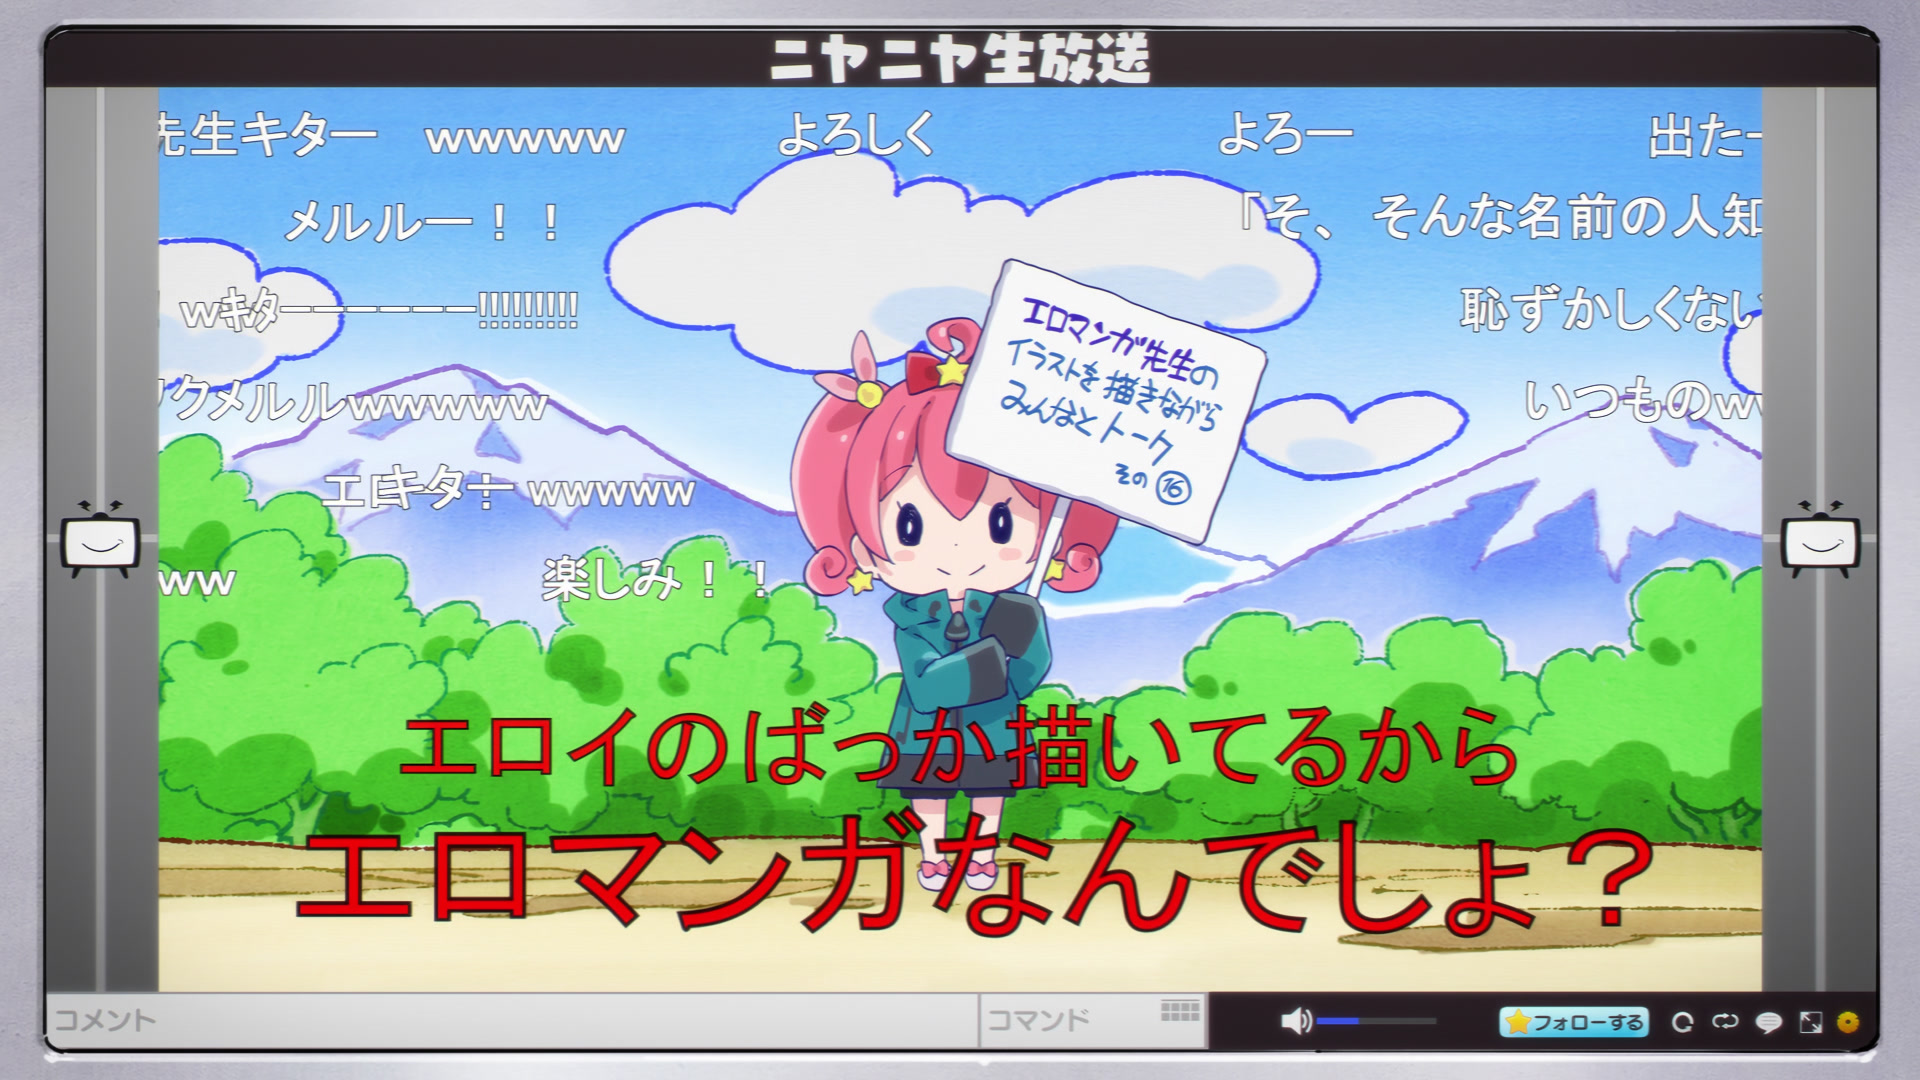 ニヤニヤ生放送
先生キター
wwwww
よろしく
よろー
出たー
メルルー！！
「そ、そんな名前の人知
キターーーーーー!!!!!!!!!
恥ずかしくない
クメルルwwwww
いつものww
wwwww
ww
楽しみ！！
エロマンガ先生の
イラストを描きながら
みんなとトーク
その⑯
エロイのばっか描いてるから
エロマンガなんでしょ？
コメント
コマンド
フォローする